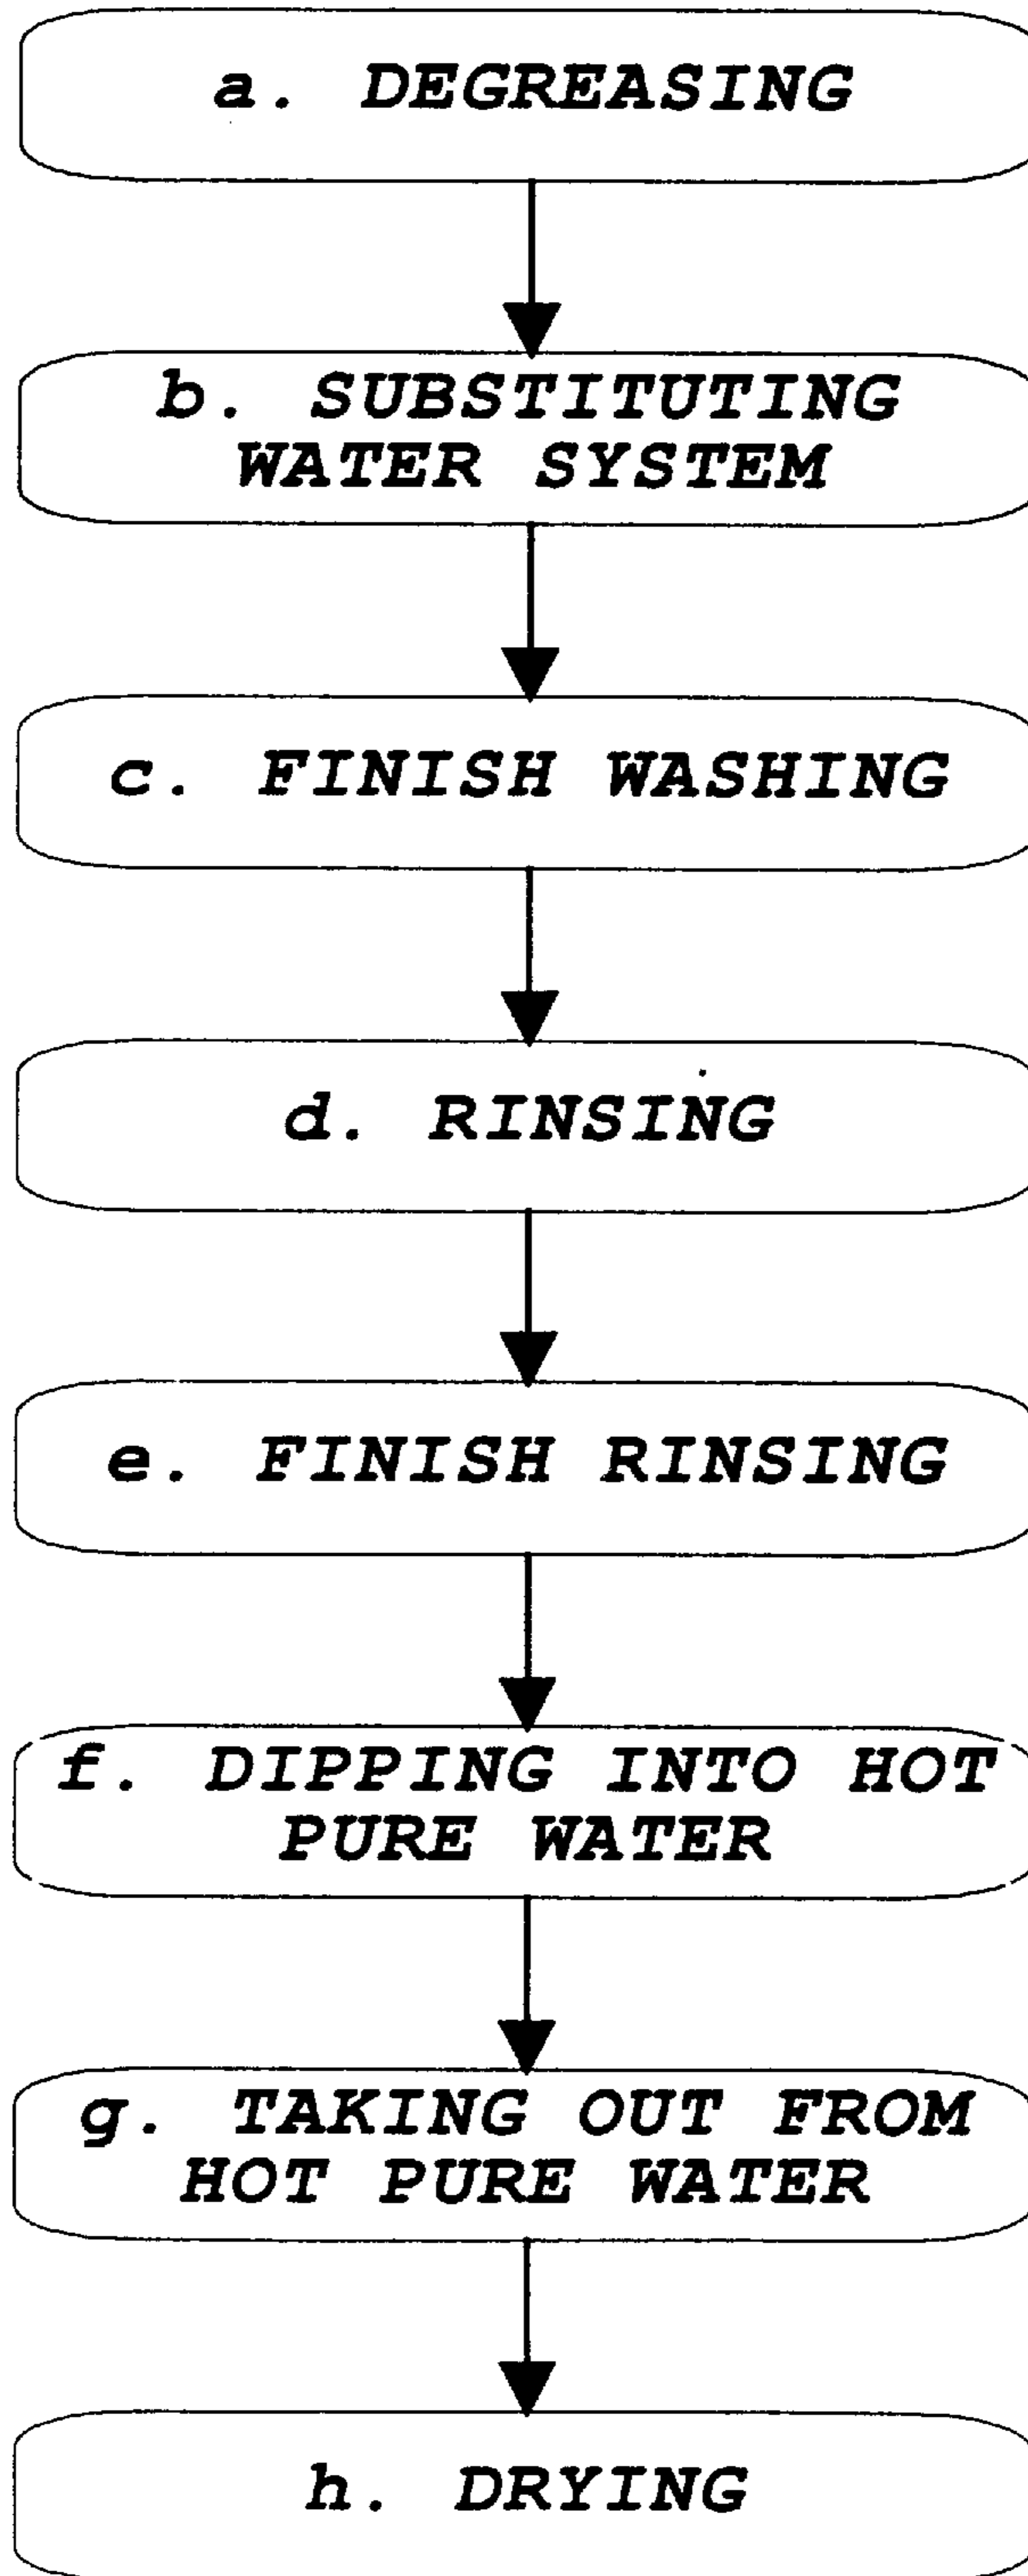 a. DEGREASING
b. SUBSTITUTING
WATER SYSTEM
c. FINISH WASHING
d. RINSING
e. FINISH RINSING
f. DIPPING INTO HOT
PURE WATER
g. TAKING OUT FROM
HOT PURE WATER
h. DRYING